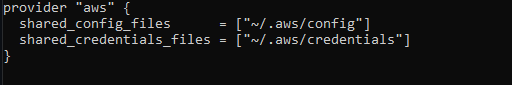 provider "aws" {
  shared_config_files      = ["~/.aws/config"]
  shared_credentials_files = ["~/.aws/credentials"]
}